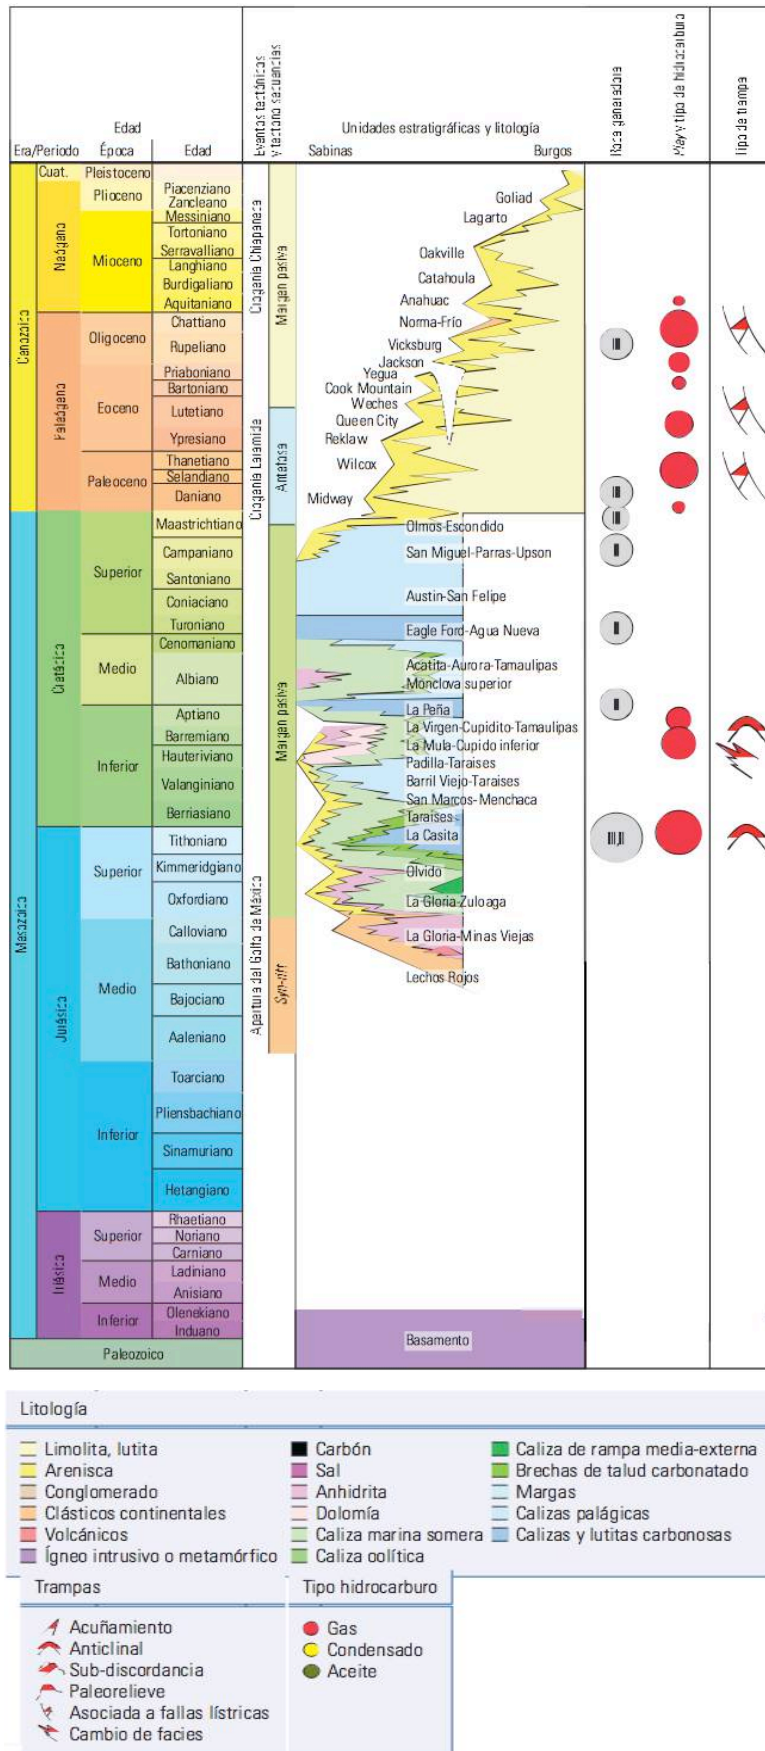 Edad
Era/Periodo
Época
Edad
Eventos tectónicos
y tectono secuencias
Unidades estratigráficas y litología
Sabinas
Burgos
Roca generadora
Play y tipo de hidrocarburo
Tipo de trampa
Cenozoico
Cuat.
Neógeno
Paleógeno
Pleistoceno
Plioceno
Mioceno
Oligoceno
Eoceno
Paleoceno
Piacenziano
Zancleano
Messiniano
Tortoniano
Serravalliano
Langhiano
Burdigaliano
Aquitaniano
Chattiano
Rupeliano
Priaboniano
Bartoniano
Lutetiano
Ypresiano
Thanetiano
Selandiano
Daniano
Mesozoico
Cretácico
Superior
Medio
Inferior
Maastrichtiano
Campaniano
Santoniano
Coniaciano
Turoniano
Cenomaniano
Albiano
Aptiano
Barremiano
Hauteriviano
Valanginiano
Berriasiano
Jurásico
Superior
Medio
Inferior
Tithoniano
Kimmeridgiano
Oxfordiano
Calloviano
Bathoniano
Bajociano
Aaleniano
Toarciano
Pliensbachiano
Sinamuriano
Hetangiano
Triásico
Superior
Medio
Inferior
Rhaetiano
Noriano
Carniano
Ladiniano
Anisiano
Olenekiano
Induano
Paleozoico
Orogenia Chiapaneca
Orogenia Laramide
Apertura del Golfo de México
Margen pasiva
Antefosa
Margen pasiva
Syn-rift
Goliad
Lagarto
Oakville
Catahoula
Anahuac
Norma-Frío
Vicksburg
Jackson
Yegua
Cook Mountain
Weches
Queen City
Reklaw
Wilcox
Midway
Olmos-Escondido
San Miguel-Parras-Upson
Austin-San Felipe
Eagle Ford-Agua Nueva
Acatita-Aurora-Tamaulipas
Monclova superior
La Peña
La Virgen-Cupidito-Tamaulipas
La Mula-Cupido inferior
Padilla-Taraises
Barril Viejo-Taraises
San Marcos-Menchaca
Taraises
La Casita
Olvido
La Gloria-Zuloaga
La Gloria-Minas Viejas
Lechos Rojos
Basamento
Litología
Limolita, lutita
Arenisca
Conglomerado
Clásticos continentales
Volcánicos
Ígneo intrusivo o metamórfico
Carbón
Sal
Anhidrita
Dolomía
Caliza marina somera
Caliza oolítica
Caliza de rampa media-externa
Brechas de talud carbonatado
Margas
Calizas palágicas
Calizas y lutitas carbonosas
Trampas
Acuñamiento
Anticlinal
Sub-discordancia
Paleorelieve
Asociada a fallas lístricas
Cambio de facies
Tipo hidrocarburo
Gas
Condensado
Aceite